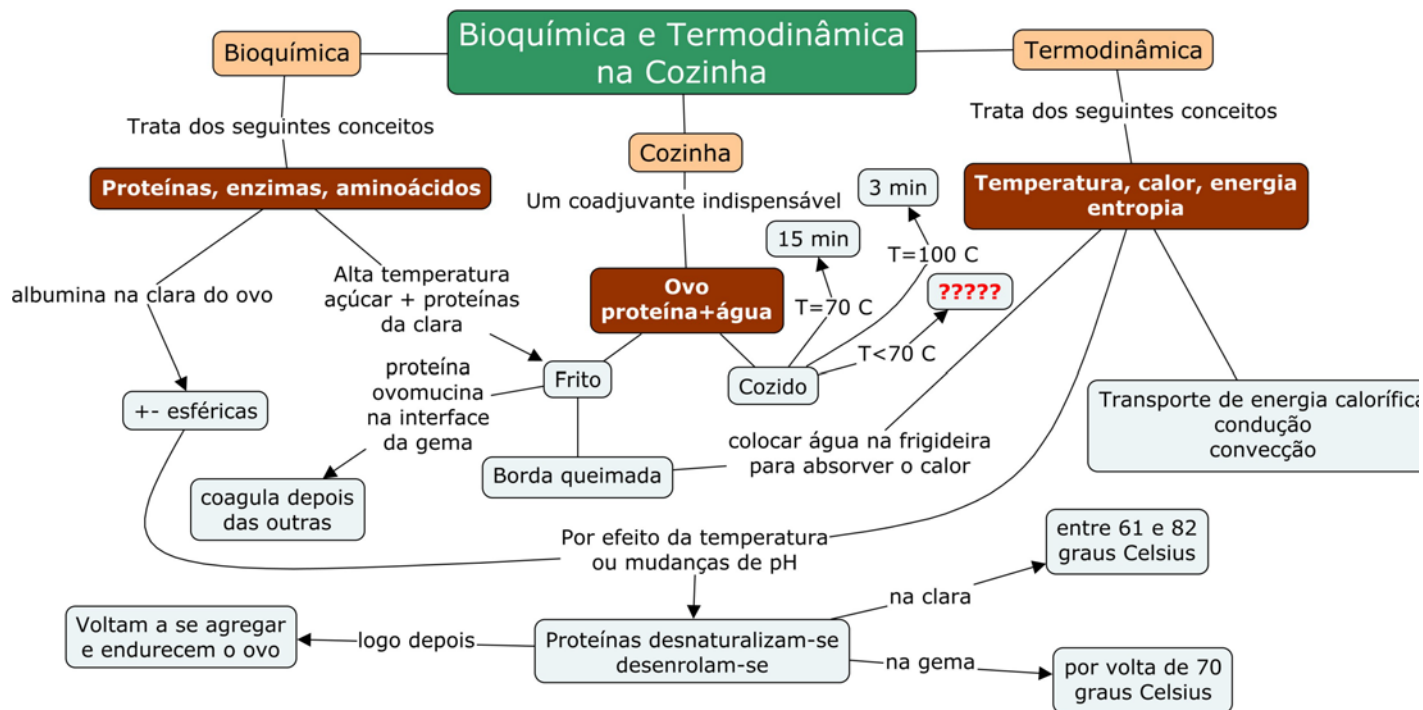 Bioquímica e Termodinâmica
na Cozinha
Bioquímica
Termodinâmica
Trata dos seguintes conceitos
Trata dos seguintes conceitos
Cozinha
Proteínas, enzimas, aminoácidos
Temperatura, calor, energia
entropia
3 min
Um coadjuvante indispensável
15 min
T=100 C
Alta temperatura
açúcar + proteínas
da clara
albumina na clara do ovo
Ovo
proteína+água
?????
T=70 C
T<70 C
proteína
ovomucina
na interface
da gema
Frito
Cozido
+- esféricas
Transporte de energia calorífica
condução
convecção
colocar água na frigideira
para absorver o calor
Borda queimada
coagula depois
das outras
Por efeito da temperatura
ou mudanças de pH
entre 61 e 82
graus Celsius
na clara
Voltam a se agregar
e endurecem o ovo
logo depois
Proteínas desnaturalizam-se
desenrolam-se
na gema
por volta de 70
graus Celsius